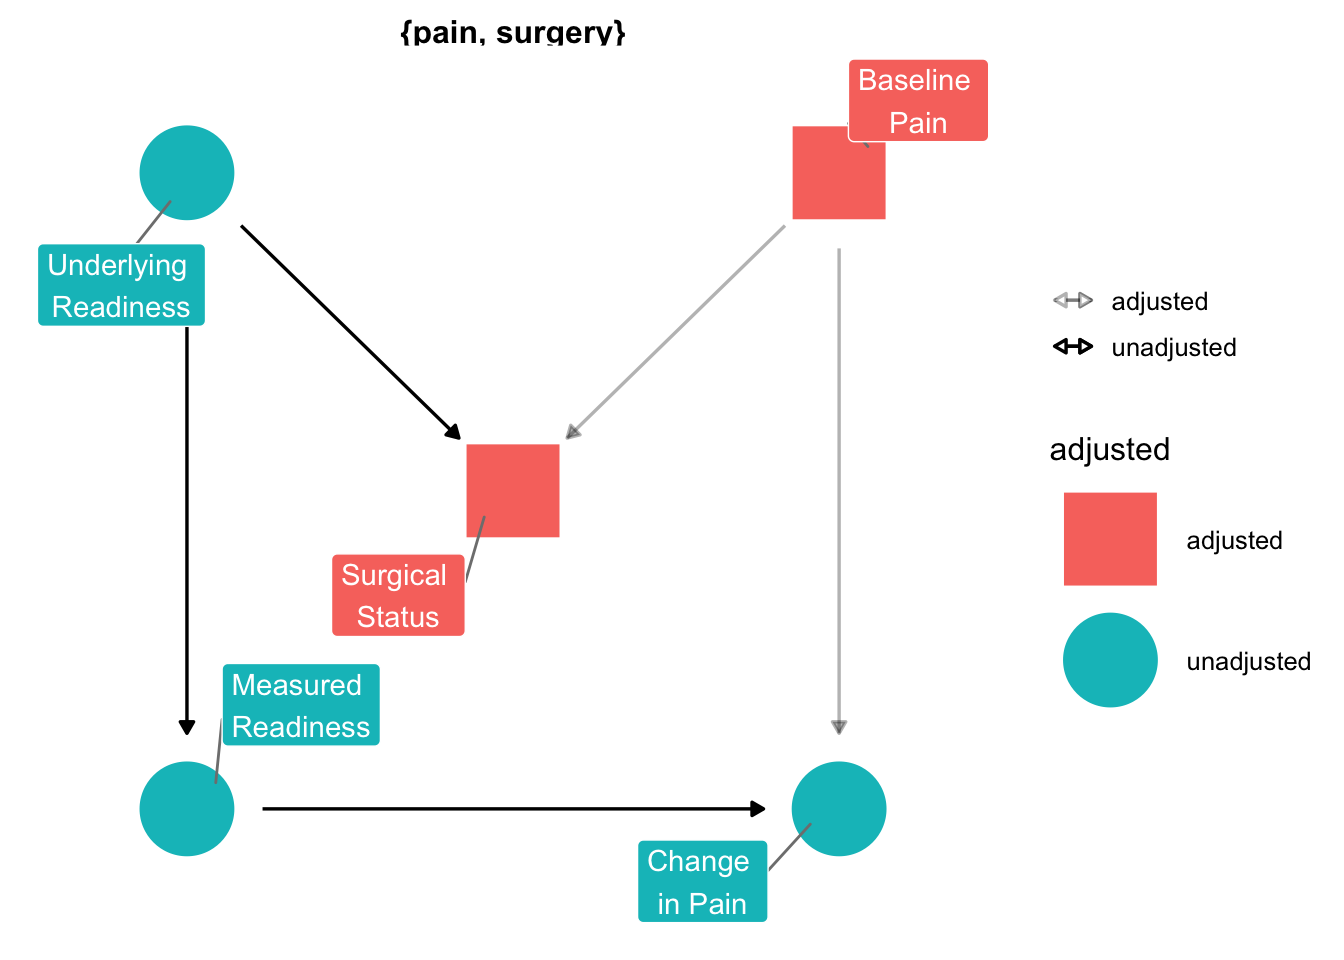 {pain, surgery}
Baseline
Pain
Underlying
Readiness
adjusted
unadjusted
adjusted
adjusted
Surgical
Status
unadjusted
Measured
Readiness
Change
in Pain